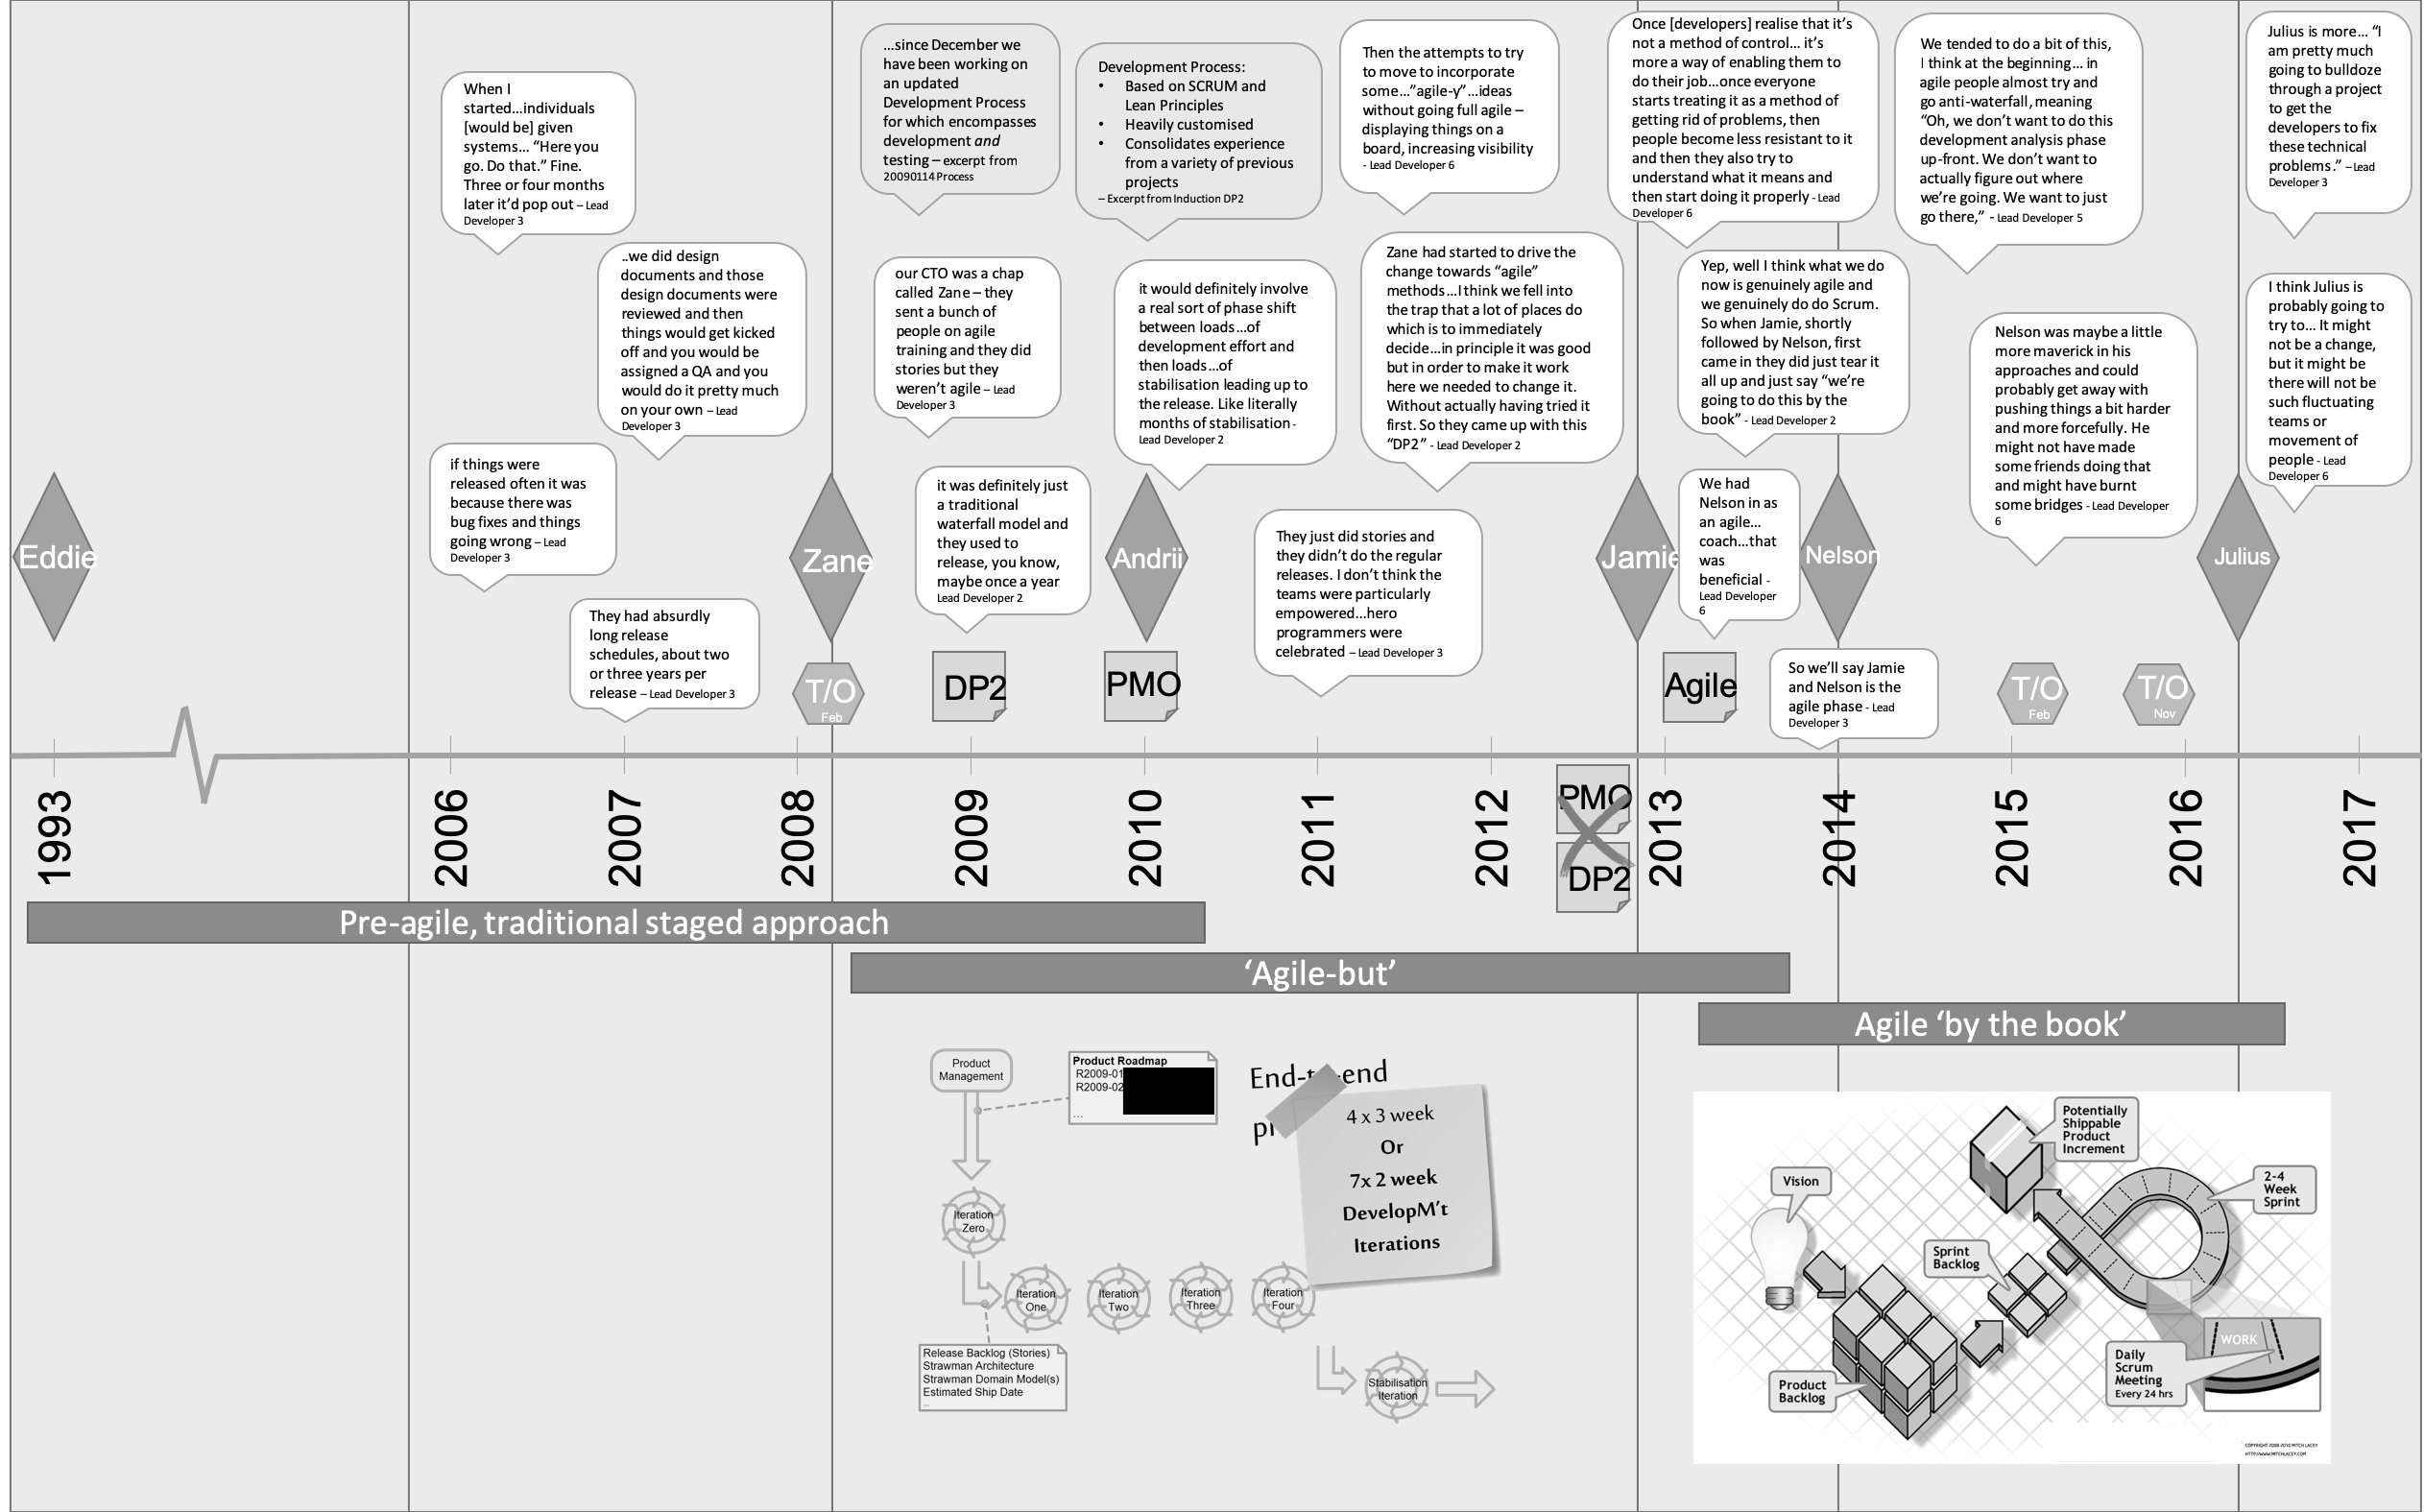 When I
started...individuals
[would be] given
systems... “Here you
go. Do that.” Fine.
Three or four months
later it’d pop out – Lead
Developer 3
..we did design
documents and those
design documents were
reviewed and then
things would get kicked
off and you would be
assigned a QA and you
would do it pretty much
on your own – Lead
Developer 3
if things were
released often it was
because there was
bug fixes and things
going wrong – Lead
Developer 3
They had absurdly
long release
schedules, about two
or three years per
release – Lead Developer 3
...since December we
have been working on
an updated
Development Process
for which encompasses
development and
testing – excerpt from
20090114 Process
our CTO was a chap
called Zane – they
sent a bunch of
people on agile
training and they did
stories but they
weren’t agile – Lead
Developer 3
it was definitely just
a traditional
waterfall model and
they used to
release, you know,
maybe once a year
Lead Developer 2
Development Process:
• Based on SCRUM and
Lean Principles
• Heavily customised
• Consolidates experience
from a variety of previous
projects
– Excerpt from Induction DP2
it would definitely involve
a real sort of phase shift
between loads...of
development effort and
then loads...of
stabilisation leading up to
the release. Like literally
months of stabilisation -
Lead Developer 2
Then the attempts to try
to move to incorporate
some...”agile-y”...ideas
without going full agile –
displaying things on a
board, increasing visibility
- Lead Developer 6
Zane had started to drive the
change towards “agile”
methods...I think we fell into
the trap that a lot of places do
which is to immediately
decide...in principle it was good
but in order to make it work
here we needed to change it.
Without actually having tried it
first. So they came up with this
“DP2” - Lead Developer 2
They just did stories and
they didn’t do the regular
releases. I don’t think the
teams were particularly
empowered...hero
programmers were
celebrated – Lead Developer 3
Once [developers] realise that it’s
not a method of control... it’s
more a way of enabling them to
do their job...once everyone
starts treating it as a method of
getting rid of problems, then
people become less resistant to it
and then they also try to
understand what it means and
then start doing it properly - Lead
Developer 6
Yep, well I think what we do
now is genuinely agile and
we genuinely do do Scrum.
So when Jamie, shortly
followed by Nelson, first
came in they did just tear it
all up and just say “we’re
going to do this by the
book” - Lead Developer 2
We had
Nelson in as
an agile...
coach...that
was
beneficial -
Lead Developer
6
So we’ll say Jamie
and Nelson is the
agile phase - Lead
Developer 3
We tended to do a bit of this,
I think at the beginning... in
agile people almost try and
go anti-waterfall, meaning
“Oh, we don’t want to do this
development analysis phase
up-front. We don’t want to
actually figure out where
we’re going. We want to just
go there,” - Lead Developer 5
Nelson was maybe a little
more maverick in his
approaches and could
probably get away with
pushing things a bit harder
and more forcefully. He
might not have made
some friends doing that
and might have burnt
some bridges - Lead Developer
6
Julius is more... “I
am pretty much
going to bulldoze
through a project
to get the
developers to fix
these technical
problems.” – Lead
Developer 3
I think Julius is
probably going to
try to... It might
not be a change,
but it might be
there will not be
such fluctuating
teams or
movement of
people - Lead
Developer 6
Eddie
Zane
Andrii
Jamie
Nelson
Julius
T/O
Feb
DP2
PMO
Agile
T/O
Feb
T/O
Nov
1993
2006
2007
2008
2009
2010
2011
2012
PMO
DP2
2013
2014
2015
2016
2017
Pre-agile, traditional staged approach
‘Agile-but’
Agile ‘by the book’
Product
Management
Product Roadmap
R2009-01
R2009-02
...
End-to-end
4 x 3 week
Or
7x 2 week
DevelopM’t
Iterations
Iteration
Zero
Iteration
One
Iteration
Two
Iteration
Three
Iteration
Four
Release Backlog (Stories)
Strawman Architecture
Strawman Domain Model(s)
Estimated Ship Date
...
Stabilisation
Iteration
Potentially
Shippable
Product
Increment
Vision
2-4
Week
Sprint
Sprint
Backlog
WORK
Daily
Scrum
Meeting
Every 24 hrs
Product
Backlog
COPYRIGHT 2008-2010 MITCH LACEY
HTTP://WWW.MITCHLACEY.COM